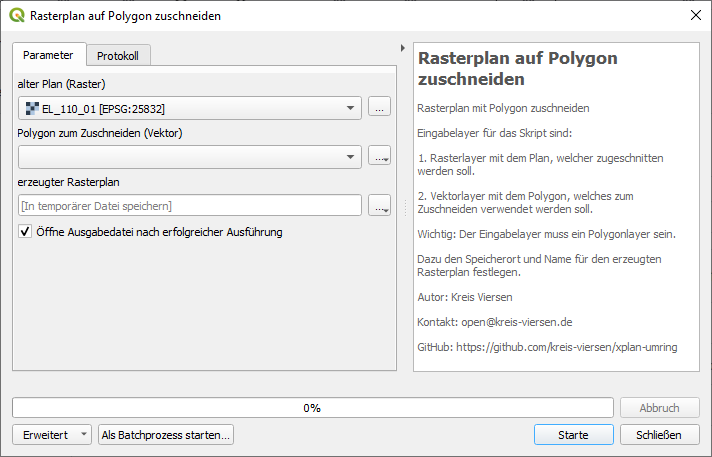 Rasterplan auf Polygon zuschneiden
Parameter
Protokoll
alter Plan (Raster)
EL_110_01 [EPSG:25832]
...
Polygon zum Zuschneiden (Vektor)
...
erzeugter Rasterplan
[In temporärer Datei speichern]
...
Öffne Ausgabedatei nach erfolgreicher Ausführung
Rasterplan auf Polygon
zuschneiden
Rasterplan mit Polygon zuschneiden
Eingabelayer für das Skript sind:
1. Rasterlayer mit dem Plan, welcher zugeschnitten
werden soll.
2. Vektorlayer mit dem Polygon, welches zum
Zuschneiden verwendet werden soll.
Wichtig: Der Eingabelayer muss ein Polygonlayer sein.
Dazu den Speicherort und Name für den erzeugten
Rasterplan festlegen.
Autor: Kreis Viersen
Kontakt: open@kreis-viersen.de
GitHub: https://github.com/kreis-viersen/xplan-umring
0%
Abbruch
Erweitert
Als Batchprozess starten...
Starte
Schließen